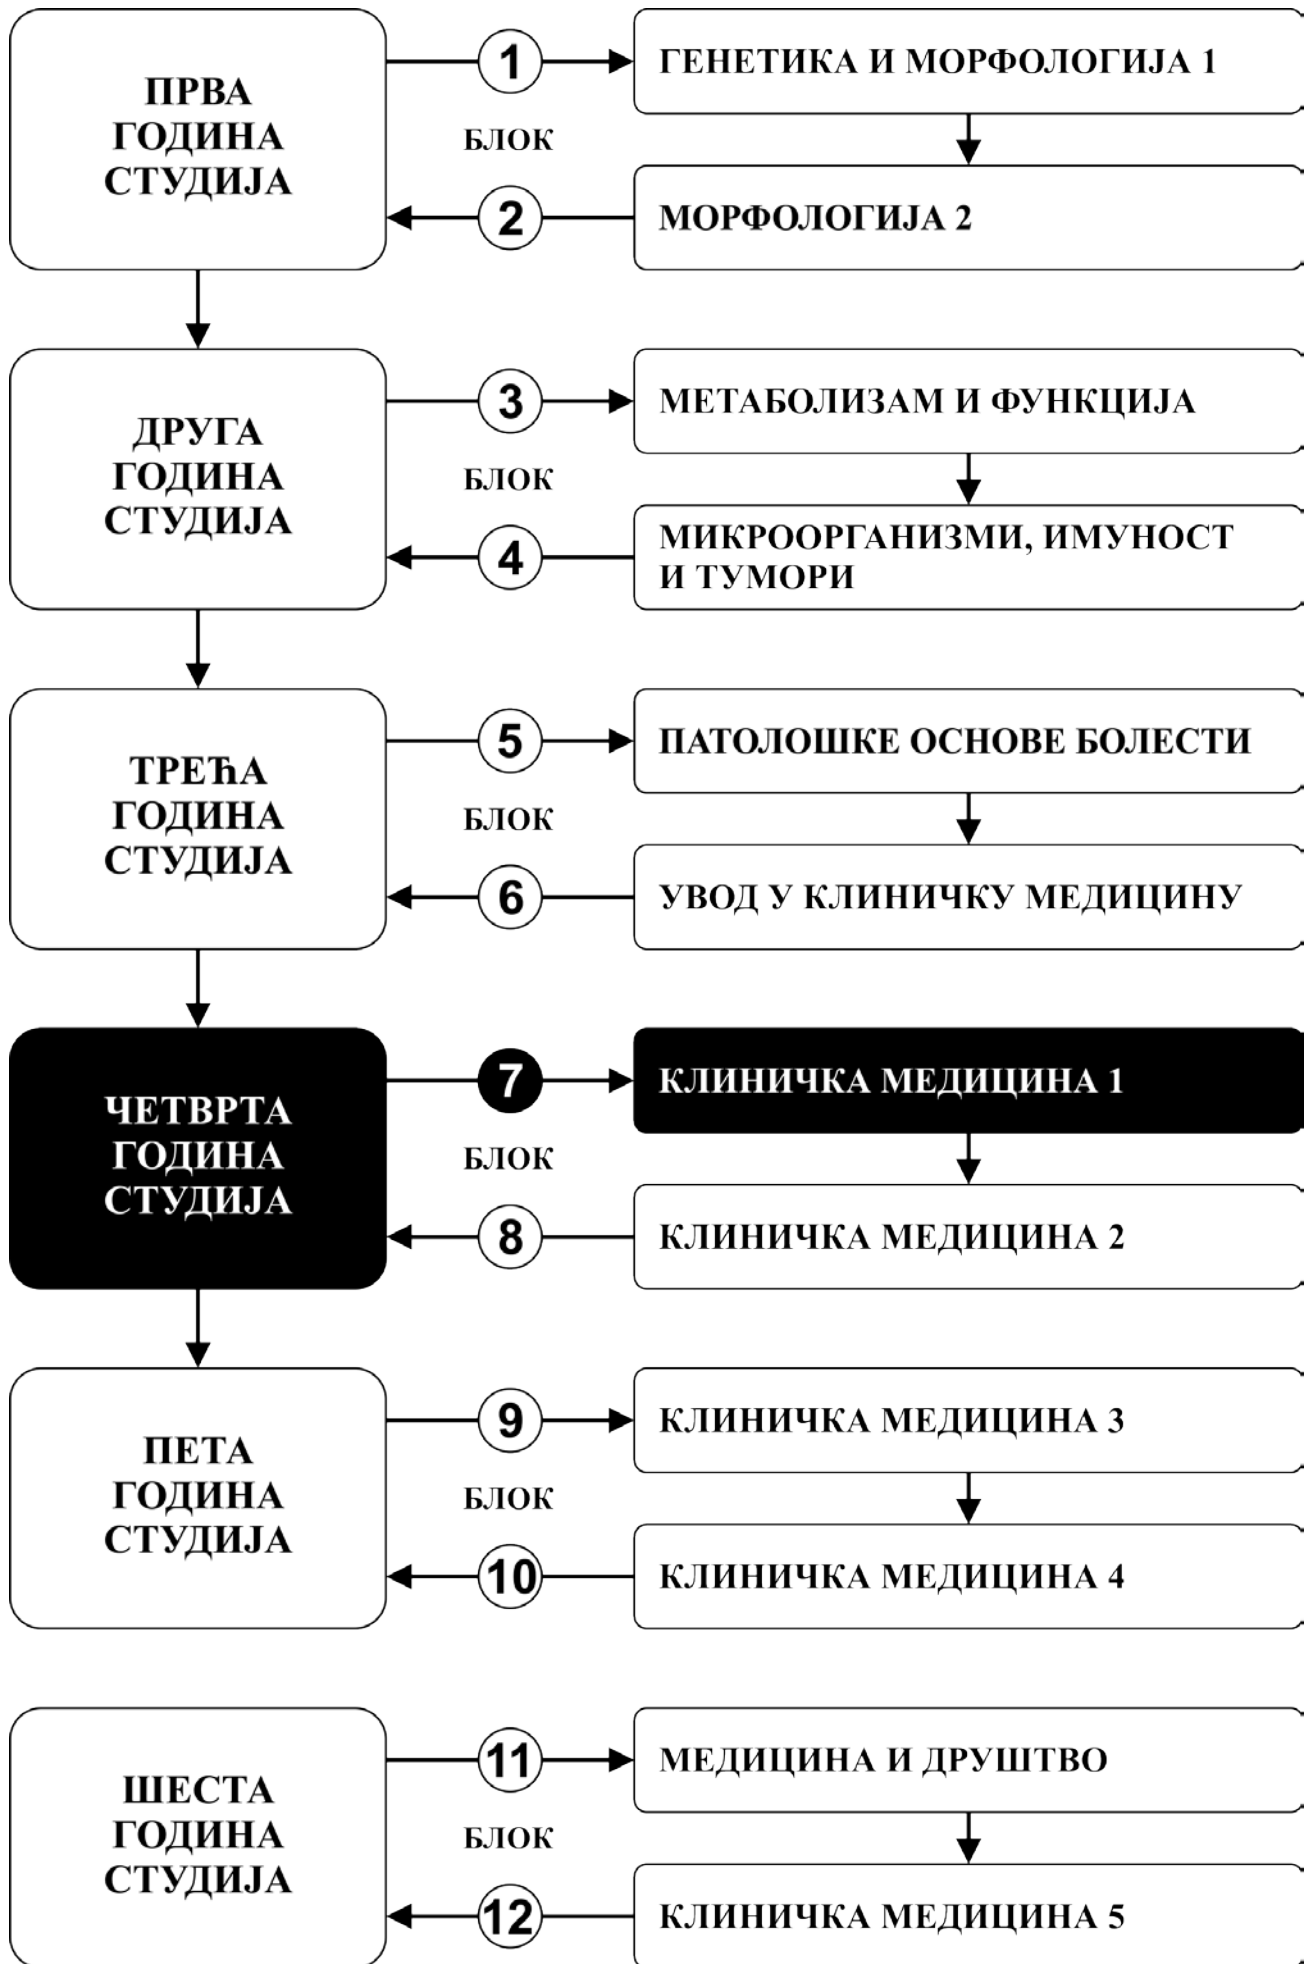 ПРВА
ГОДИНА
СТУДИЈА
1
БЛОК
2
ГЕНЕТИКА И МОРФОЛОГИЈА 1
МОРФОЛОГИЈА 2
ДРУГА
ГОДИНА
СТУДИЈА
3
БЛОК
4
МЕТАБОЛИЗАМ И ФУНКЦИЈА
МИКРООРГАНИЗМИ, ИМУНОСТ
И ТУМОРИ
ТРЕЋА
ГОДИНА
СТУДИЈА
5
БЛОК
6
ПАТОЛОШКЕ ОСНОВЕ БОЛЕСТИ
УВОД У КЛИНИЧКУ МЕДИЦИНУ
ЧЕТВРТА
ГОДИНА
СТУДИЈА
7
БЛОК
8
КЛИНИЧКА МЕДИЦИНА 1
КЛИНИЧКА МЕДИЦИНА 2
ПЕТА
ГОДИНА
СТУДИЈА
9
БЛОК
10
КЛИНИЧКА МЕДИЦИНА 3
КЛИНИЧКА МЕДИЦИНА 4
ШЕСТА
ГОДИНА
СТУДИЈА
11
БЛОК
12
МЕДИЦИНА И ДРУШТВО
КЛИНИЧКА МЕДИЦИНА 5